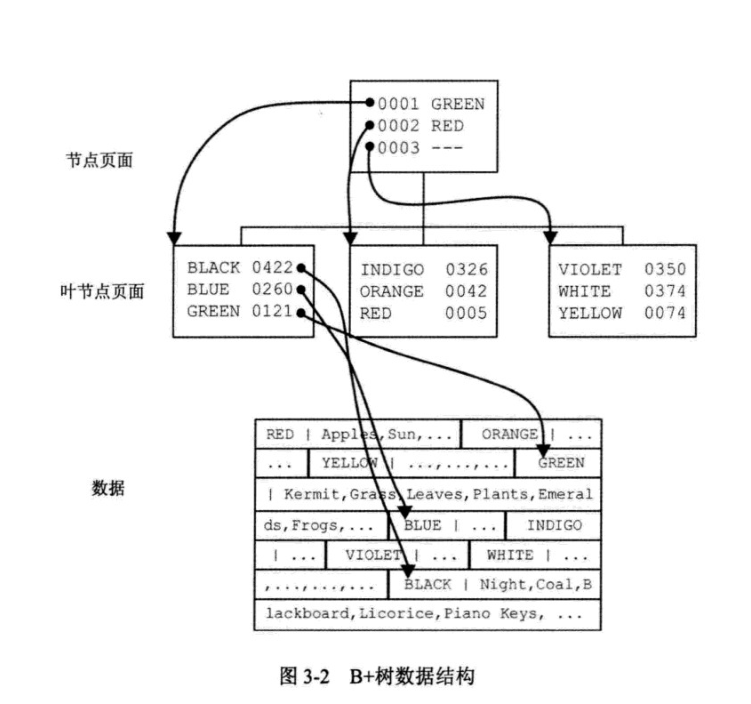 0001 GREEN
0002 RED
0003 ---
节点页面
叶节点页面
BLACK 0422
BLUE 0260
GREEN 0121
INDIGO 0326
ORANGE 0042
RED 0005
VIOLET 0350
WHITE 0374
YELLOW 0074
数据
RED | Apples,Sun,... ORANGE | ...
... YELLOW | ...,...,... GREEN
| Kermit,Grass,Leaves,Plants,Emeral
ds,Frogs,... BLUE | ... INDIGO
| ... VIOLET | ... WHITE | ...
,...,...,... BLACK | Night,Coal,B
lackboard,Licorice,Piano Keys, ...
图 3-2 B+树数据结构